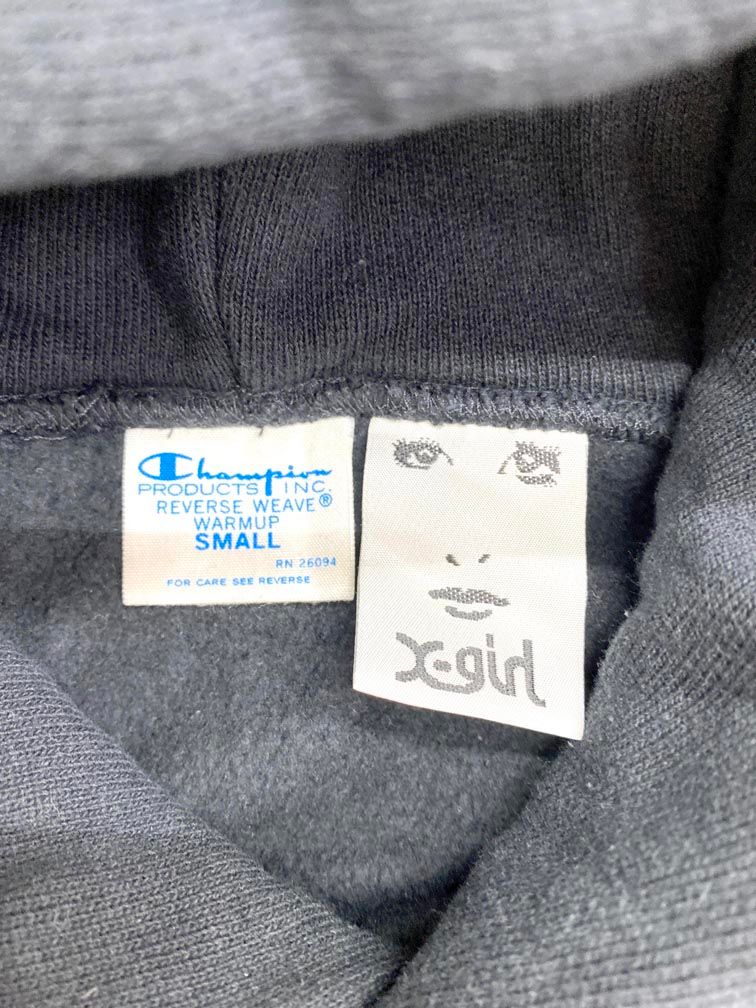 Champion
PRODUCTS INC.
REVERSE WEAVE®
WARMUP
SMALL
RN 26094
FOR CARE SEE REVERSE
X-girl